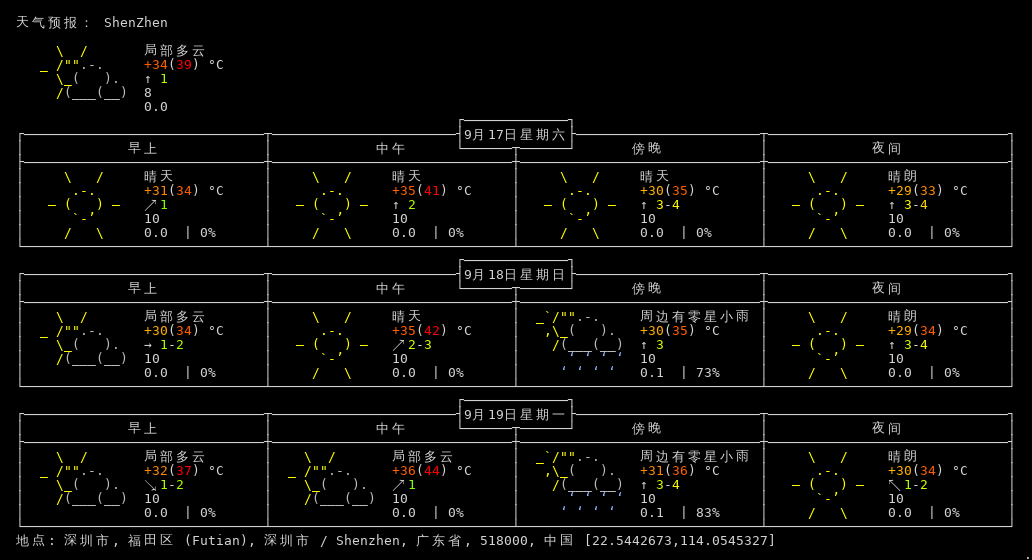 天气预报： ShenZhen
局部多云
+34(39) °C
↑ 1
8
0.0
9月17日星期六
早上 中午 傍晚 夜间
晴天 晴天 晴天 晴朗
+31(34) °C +35(41) °C +30(35) °C +29(33) °C
↗ 1 ↑ 2 ↑ 3-4 ↑ 3-4
10 10 10 10
0.0 | 0% 0.0 | 0% 0.0 | 0% 0.0 | 0%
9月18日星期日
早上 中午 傍晚 夜间
局部多云 晴天 周边有零星小雨 晴朗
+30(34) °C +35(42) °C +30(35) °C +29(34) °C
→ 1-2 ↗ 2-3 ↑ 3 ↑ 3-4
10 10 10 10
0.0 | 0% 0.0 | 0% 0.1 | 73% 0.0 | 0%
9月19日星期一
早上 中午 傍晚 夜间
局部多云 局部多云 周边有零星小雨 晴朗
+32(37) °C +36(44) °C +31(36) °C +30(34) °C
↘ 1-2 ↗ 1 ↑ 3-4 ↖ 1-2
10 10 10 10
0.0 | 0% 0.0 | 0% 0.1 | 83% 0.0 | 0%
地点: 深圳市, 福田区 (Futian), 深圳市 / Shenzhen, 广东省, 518000, 中国 [22.5442673,114.0545327]